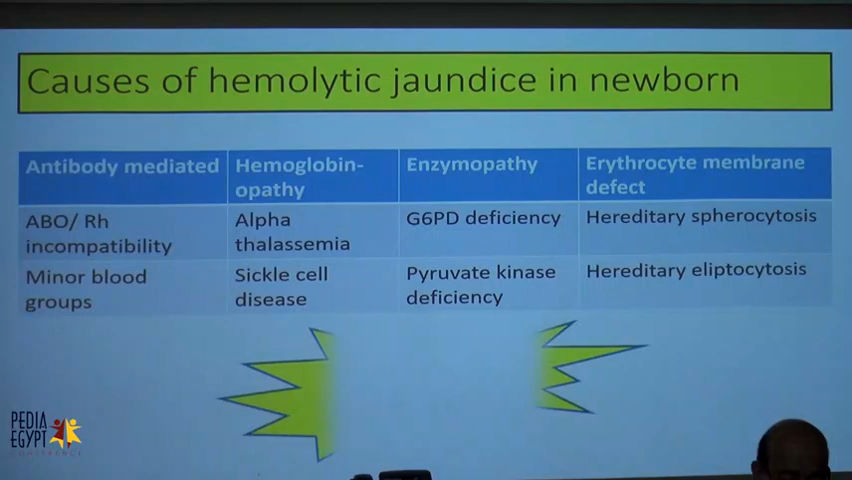 Causes of hemolytic jaundice in newborn
Antibody mediated
Hemoglobin-
opathy
Enzymopathy
Erythrocyte membrane
defect
ABO/ Rh
incompatibility
Alpha
thalassemia
G6PD deficiency
Hereditary spherocytosis
Minor blood
groups
Sickle cell
disease
Pyruvate kinase
deficiency
Hereditary eliptocytosis
PEDIA
EGYPT
CONFERENCE